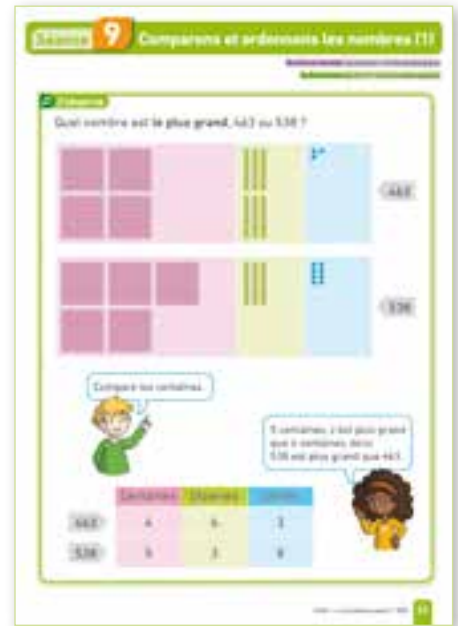 Séance 9 Comparons et ordonnons les nombres (1)
Observe
Quel nombre est le plus grand, 463 ou 538 ?
463
538
Compare les centaines.
5 centaines, c'est plus grand
que 4 centaines, donc
538 est plus grand que 463.
Centaines Dizaines Unités
463 4 6 3
538 5 3 8